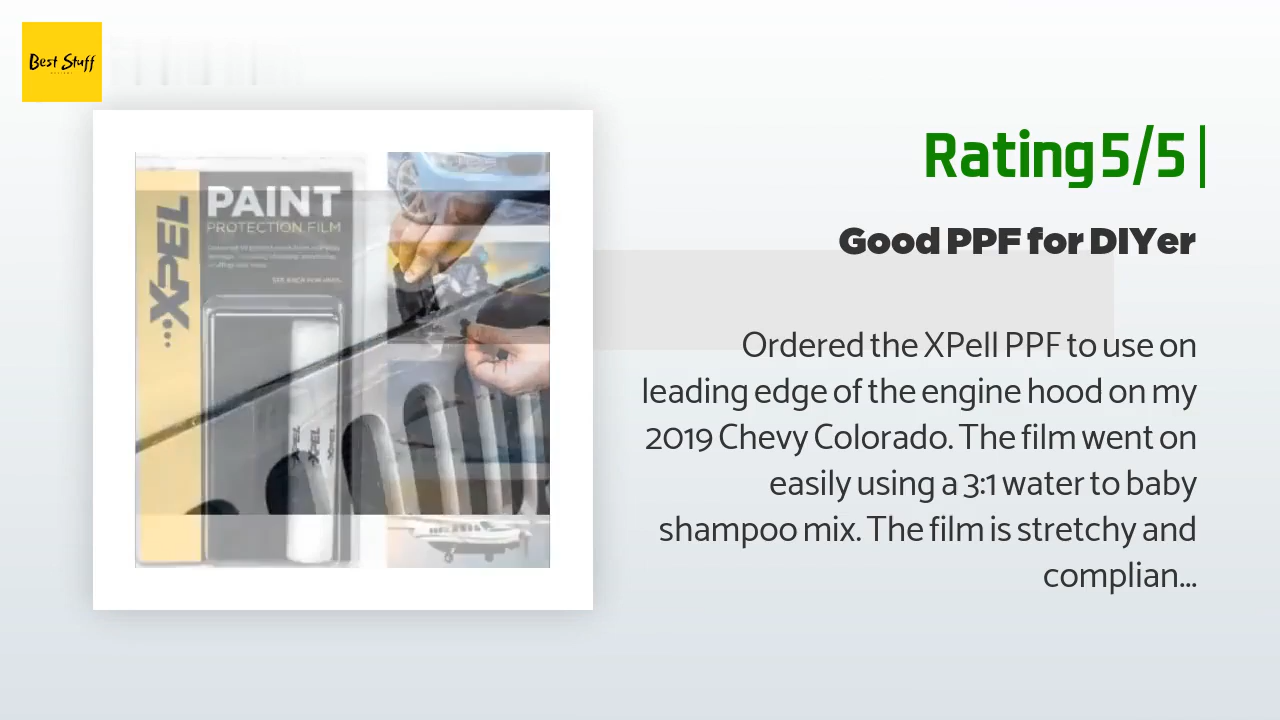 Best Stuff
Rating 5/5 |
Good PPF for DIYer
Ordered the XPell PPF to use on
leading edge of the engine hood on my
2019 Chevy Colorado. The film went on
easily using a 3:1 water to baby
shampoo mix. The film is stretchy and
complian...
XPEL
PAINT
PROTECTION FILM
XPEL
XPEL
XPEL